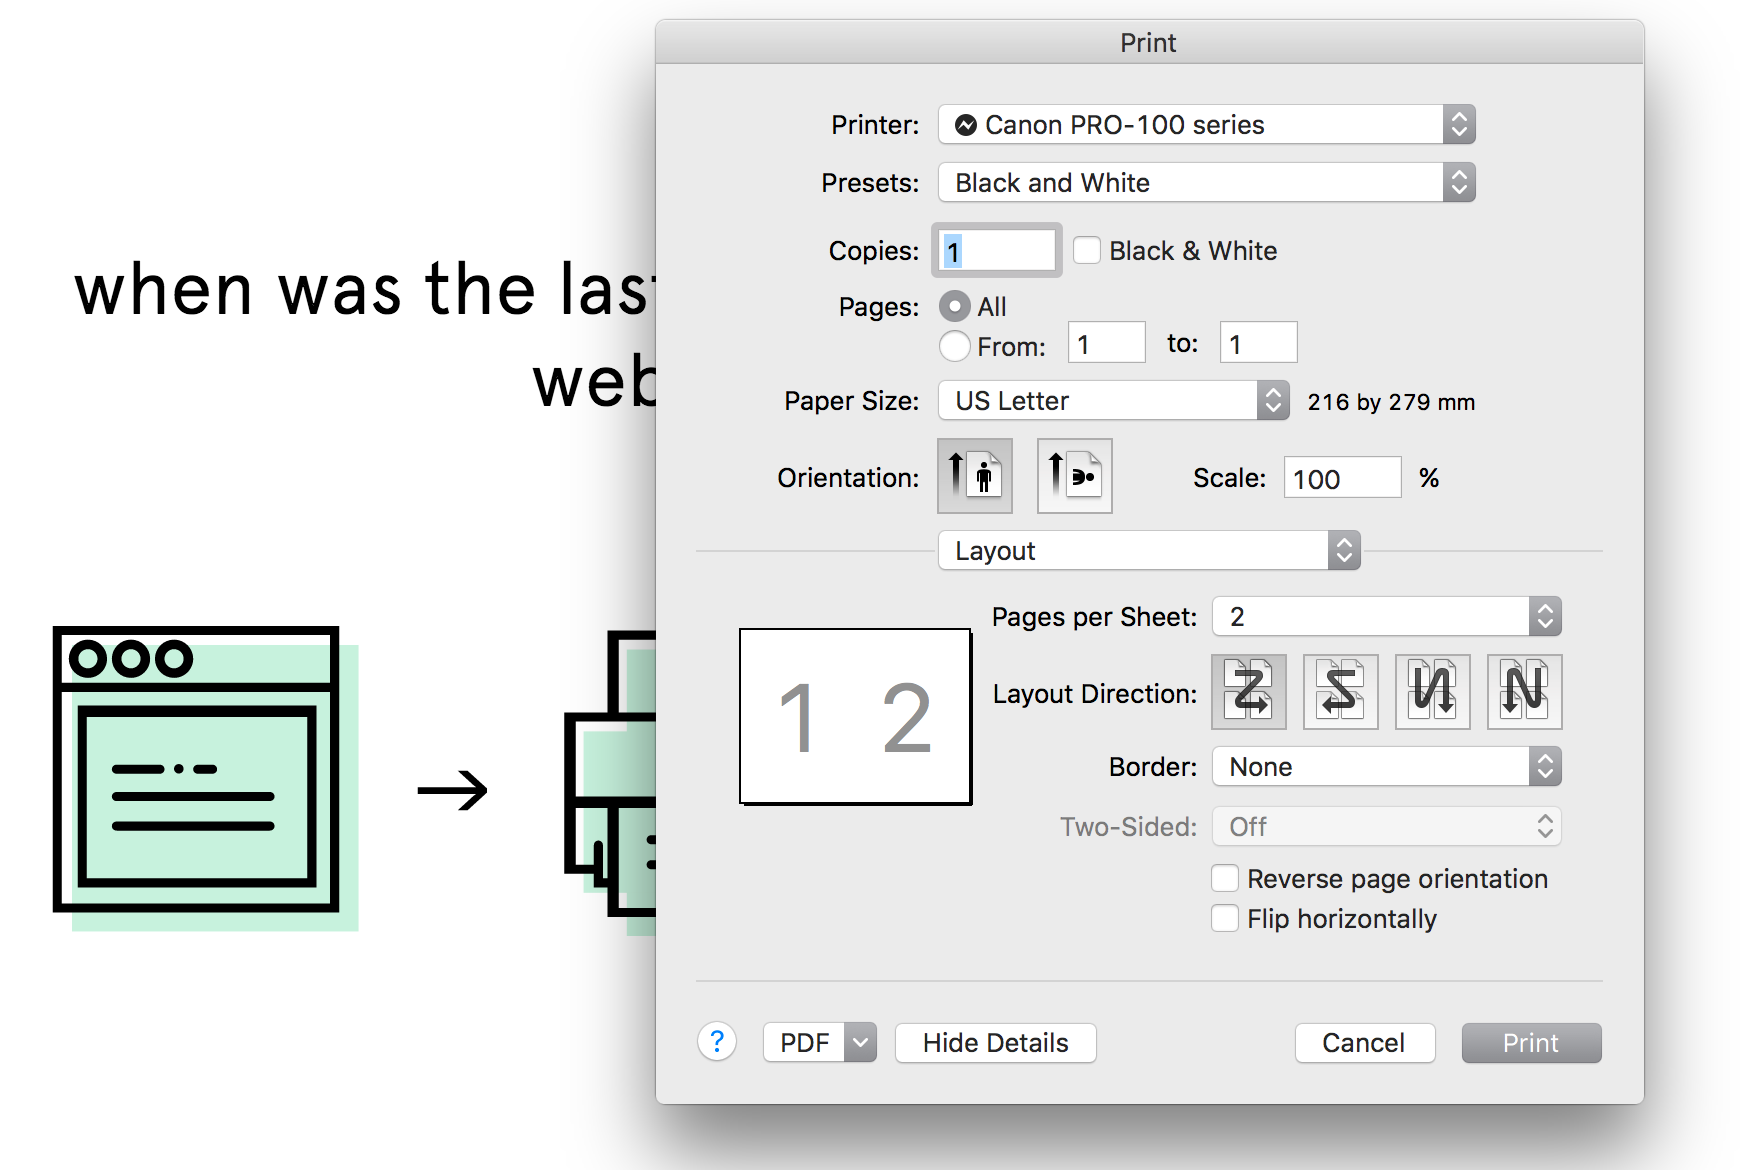 when was the las
web
Print
Printer: Canon PRO-100 series
Presets: Black and White
Copies: 1 Black & White
Pages: All
From: 1 to: 1
Paper Size: US Letter 216 by 279 mm
Orientation: Scale: 100 %
Layout
Pages per Sheet: 2
1 2
Layout Direction:
Border: None
Two-Sided: Off
Reverse page orientation
Flip horizontally
? PDF Hide Details Cancel Print